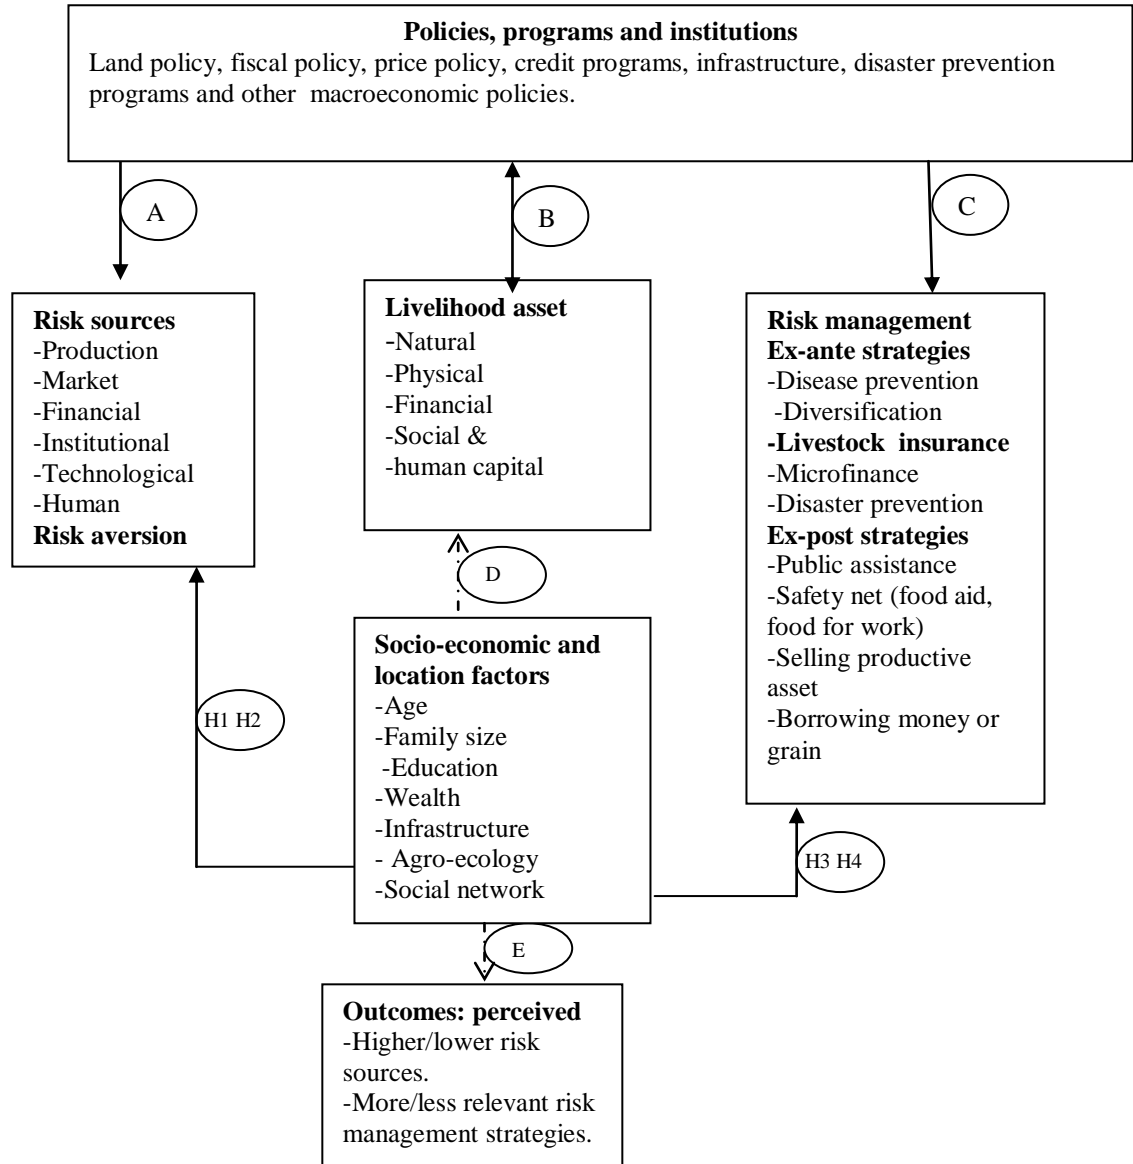 Policies, programs and institutions
Land policy, fiscal policy, price policy, credit programs, infrastructure, disaster prevention
programs and other macroeconomic policies.
A
B
C
Risk sources
-Production
-Market
-Financial
-Institutional
-Technological
-Human
Risk aversion
Livelihood asset
-Natural
-Physical
-Financial
-Social &
-human capital
Risk management
Ex-ante strategies
-Disease prevention
-Diversification
-Livestock insurance
-Microfinance
-Disaster prevention
Ex-post strategies
-Public assistance
-Safety net (food aid,
food for work)
-Selling productive
asset
-Borrowing money or
grain
D
Socio-economic and
location factors
-Age
-Family size
-Education
-Wealth
-Infrastructure
- Agro-ecology
-Social network
H1 H2
H3 H4
E
Outcomes: perceived
-Higher/lower risk
sources.
-More/less relevant risk
management strategies.